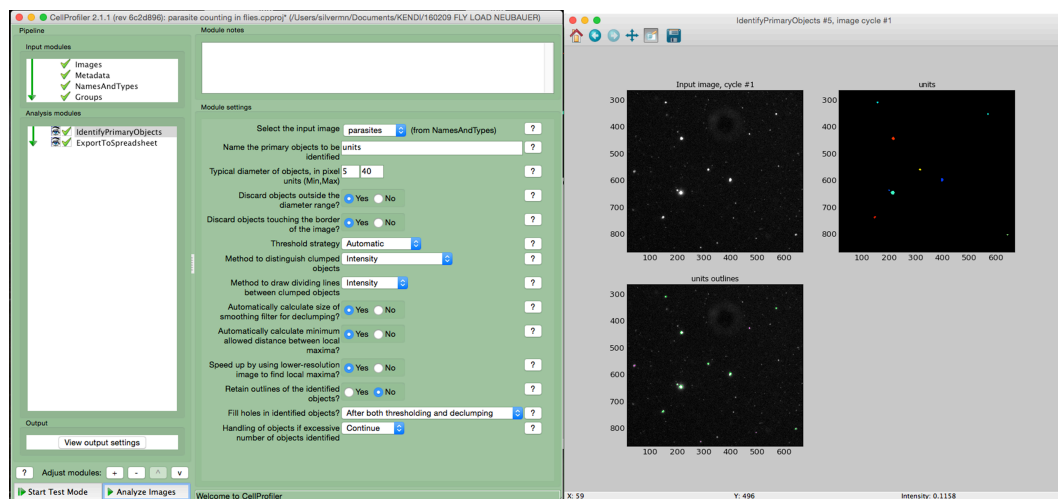 CellProfiler 2.1.1 (rev 6c2d896): parasite counting in flies.cpproj* (/Users/silvermn/Documents/KENDI/160209 FLY LOAD NEUBAUER)
Pipeline
Input modules
Images
Metadata
NamesAndTypes
Groups
Analysis modules
IdentifyPrimaryObjects
ExportToSpreadsheet
Output
View output settings
? Adjust modules: + - ^ v
Start Test Mode
Analyze Images
Module notes
Module settings
Select the input image parasites (from NamesAndTypes) ?
Name the primary objects to be units ?
identified
Typical diameter of objects, in pixel 5 40 ?
units (Min,Max)
Discard objects outside the Yes No ?
diameter range?
Discard objects touching the border Yes No ?
of the image?
Threshold strategy Automatic ?
Method to distinguish clumped Intensity ?
objects
Method to draw dividing lines Intensity ?
between clumped objects
Automatically calculate size of Yes No ?
smoothing filter for declumping?
Automatically calculate minimum Yes No ?
allowed distance between local
maxima?
Speed up by using lower-resolution Yes No ?
image to find local maxima?
Retain outlines of the identified Yes No ?
objects?
Fill holes in identified objects? After both thresholding and declumping ?
Handling of objects if excessive Continue ?
number of objects identified
Welcome to CellProfiler
IdentifyPrimaryObjects #5, image cycle #1
Input image, cycle #1
300
400
500
600
700
800
100 200 300 400 500 600
units
300
400
500
600
700
800
100 200 300 400 500 600
units outlines
300
400
500
600
700
800
100 200 300 400 500 600
X: 59 Y: 496 Intensity: 0.1158